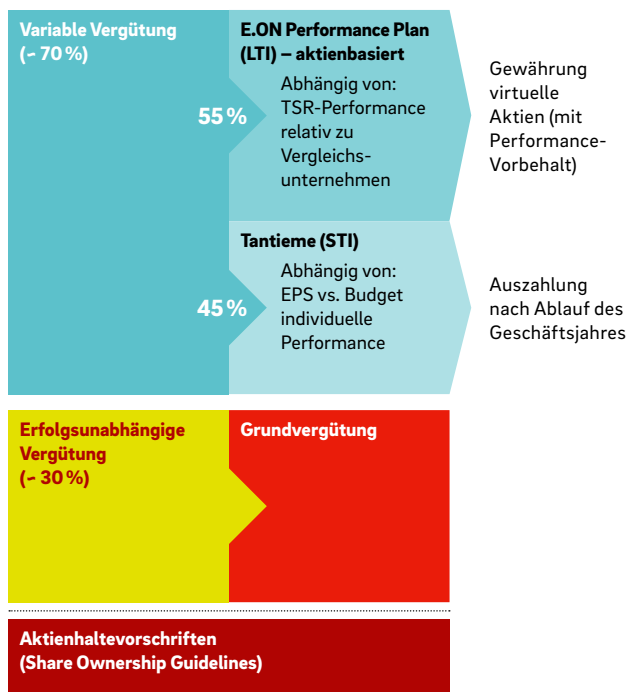 Variable Vergütung
(~ 70 %)
55 %
45 %
E.ON Performance Plan
(LTI) – aktienbasiert
Abhängig von:
TSR-Performance
relativ zu
Vergleichs-
unternehmen
Gewährung
virtuelle
Aktien (mit
Performance-
Vorbehalt)
Tantieme (STI)
Abhängig von:
EPS vs. Budget
individuelle
Performance
Auszahlung
nach Ablauf des
Geschäftsjahres
Erfolgsunabhängige
Vergütung
(~ 30 %)
Grundvergütung
Aktienhaltevorschriften
(Share Ownership Guidelines)